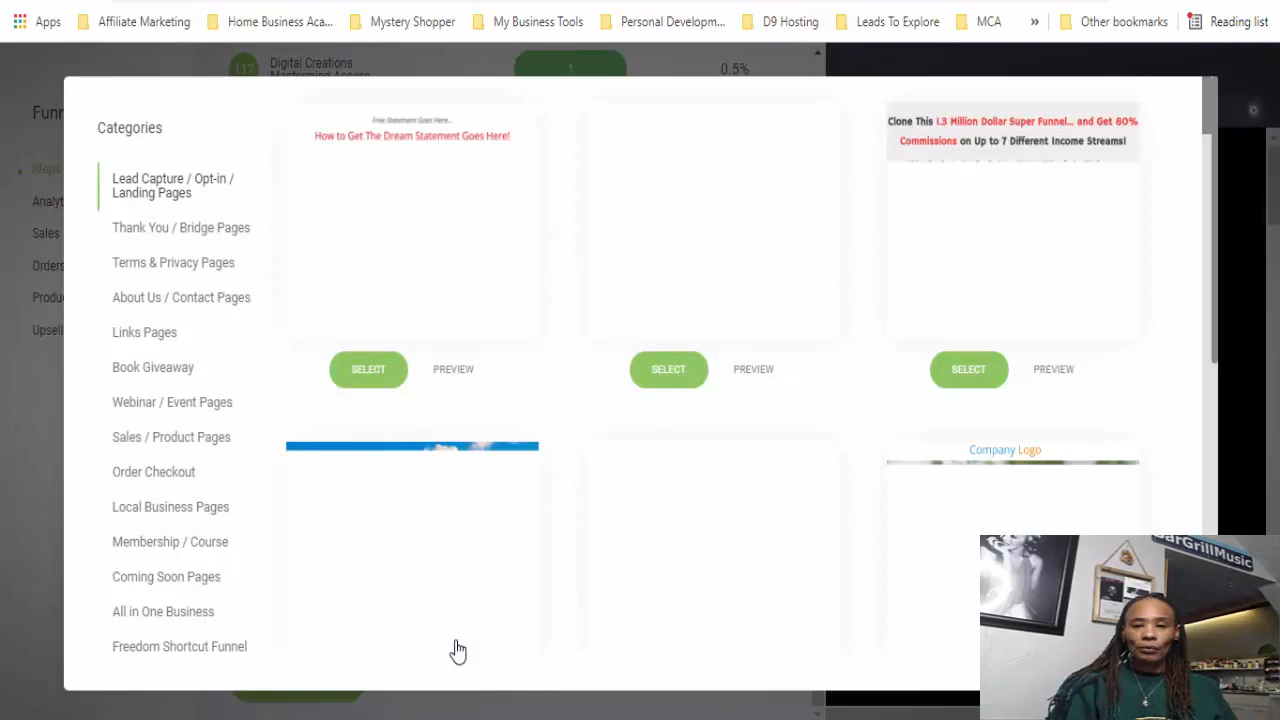 Apps
Affiliate Marketing
Home Business Aca...
Mystery Shopper
My Business Tools
Personal Developm...
D9 Hosting
Leads To Explore
MCA
»
Other bookmarks
Reading list
Digital Creations
Mastermind Access
1
0.5%
Categories
Lead Capture / Opt-in /
Landing Pages
Thank You / Bridge Pages
Terms & Privacy Pages
About Us / Contact Pages
Links Pages
Book Giveaway
Webinar / Event Pages
Sales / Product Pages
Order Checkout
Local Business Pages
Membership / Course
Coming Soon Pages
All in One Business
Freedom Shortcut Funnel
Funn
Steps
Analyt
Sales
Orders
Produ
Upsell
Free Statement Goes Here...
How to Get The Dream Statement Goes Here!
Clone This 1.3 Million Dollar Super Funnel... and Get 80%
Commissions on Up to 7 Different Income Streams!
SELECT
PREVIEW
SELECT
PREVIEW
SELECT
PREVIEW
Company Logo
BarGrillMusic